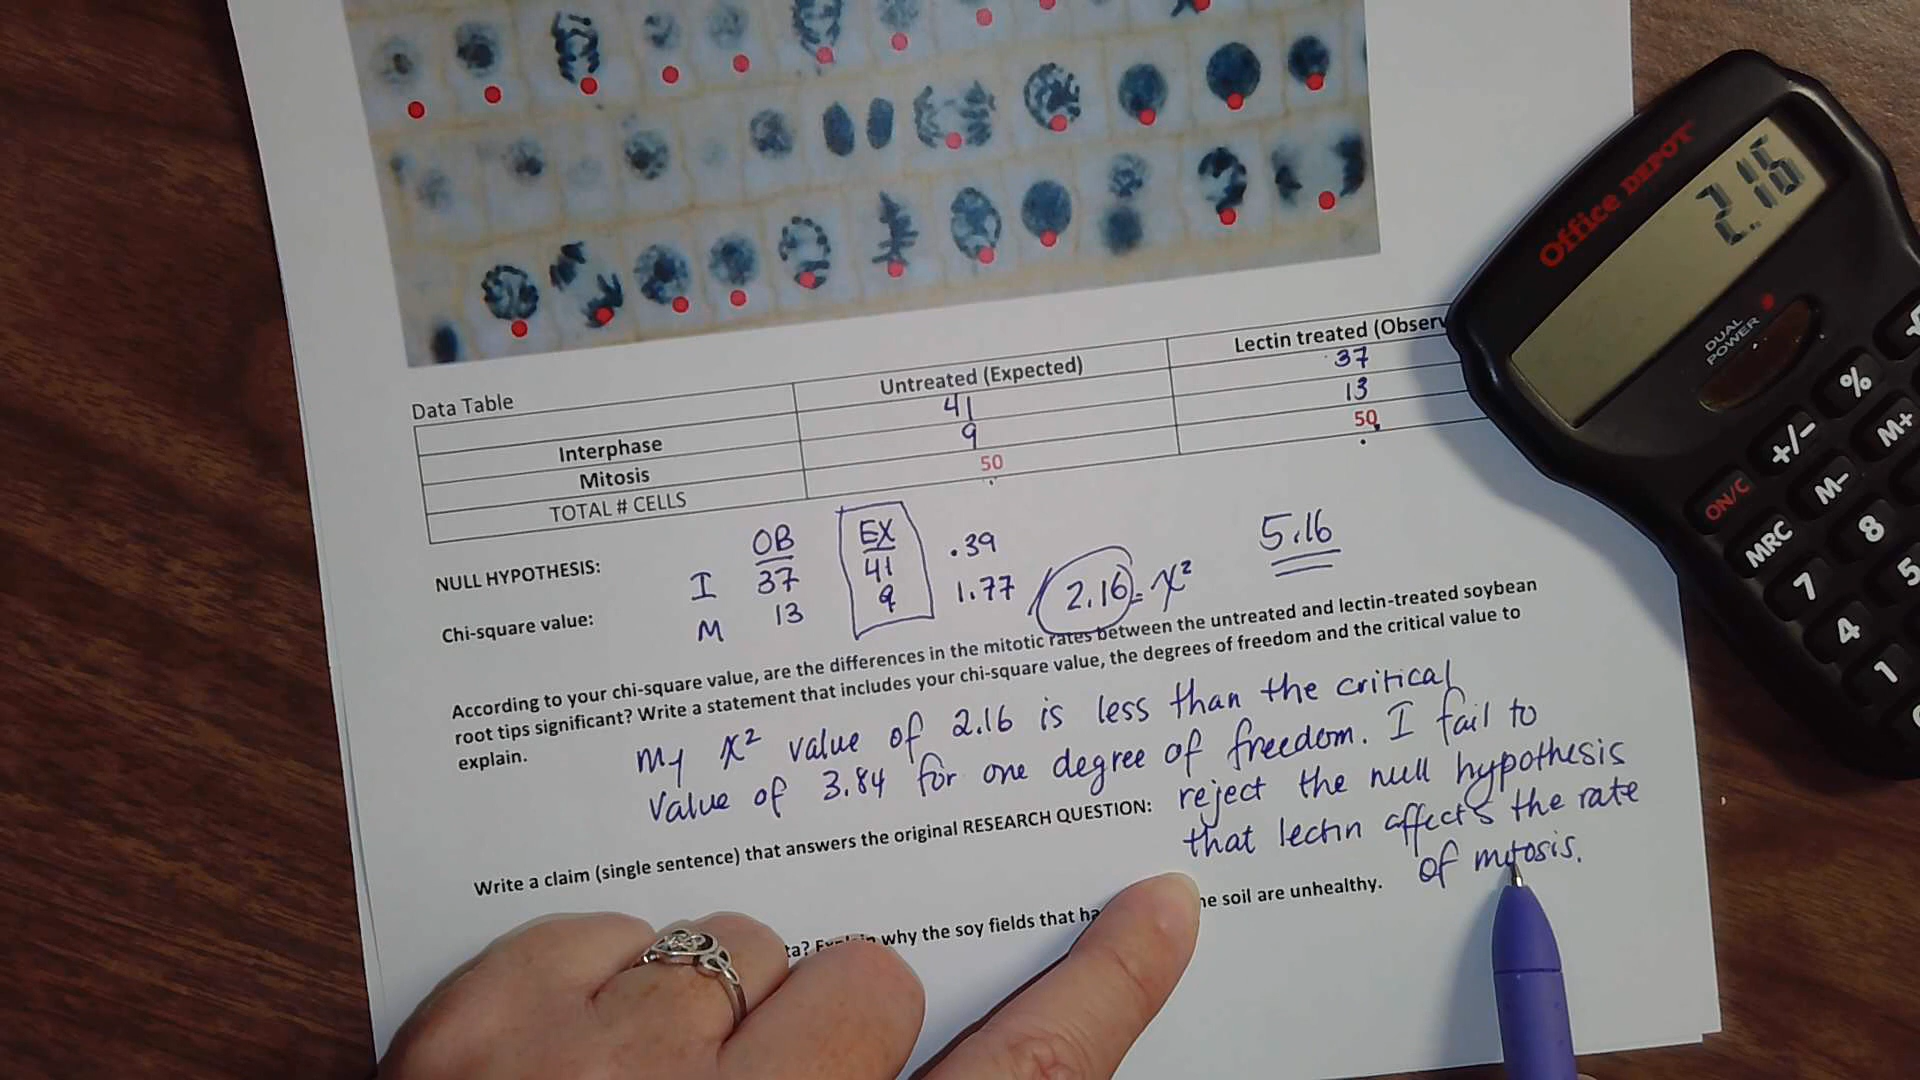 Data Table
Untreated (Expected)
Lectin treated (Observ
Interphase
41
37
Mitosis
9
13
TOTAL # CELLS
50
50
NULL HYPOTHESIS:
Chi-square value:
OB
EX
I 37 41 .39
M 13 9 1.77 / 2.16 = χ²
5.16
According to your chi-square value, are the differences in the mitotic rates between the untreated and lectin-treated soybean
root tips significant? Write a statement that includes your chi-square value, the degrees of freedom and the critical value to
explain.
My χ² value of 2.16 is less than the critical
value of 3.84 for one degree of freedom. I fail to
reject the null hypothesis
that lectin affects the rate
of mitosis.
Write a claim (single sentence) that answers the original RESEARCH QUESTION:
why the soy fields that ha
soil are unhealthy.
Office DEPOT
2.16
DUAL
POWER
ON/C
+/-
%
MRC
M-
M+
7
8
4
5
1